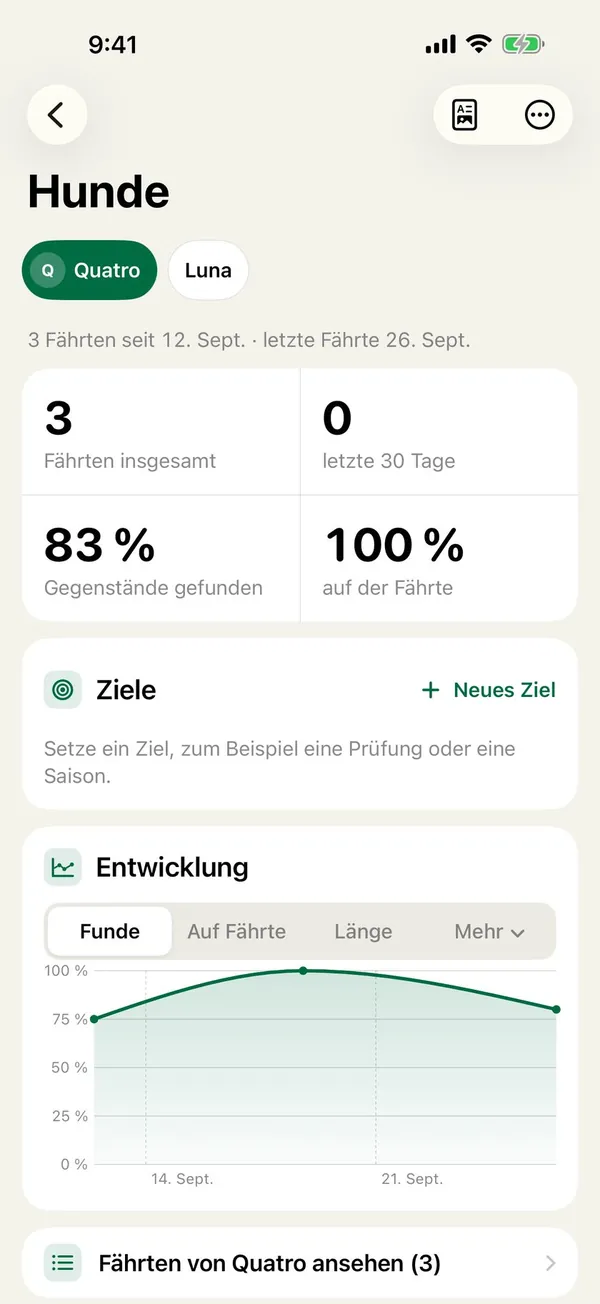 9:41
Hunde
Q Quatro
Luna
3 Fährten seit 12. Sept. · letzte Fährte 26. Sept.
3
Fährten insgesamt
0
letzte 30 Tage
83 %
Gegenstände gefunden
100 %
auf der Fährte
Ziele
+ Neues Ziel
Setze ein Ziel, zum Beispiel eine Prüfung oder eine
Saison.
Entwicklung
Funde
Auf Fährte
Länge
Mehr
100 %
75 %
50 %
25 %
0 %
14. Sept.
21. Sept.
Fährten von Quatro ansehen (3)